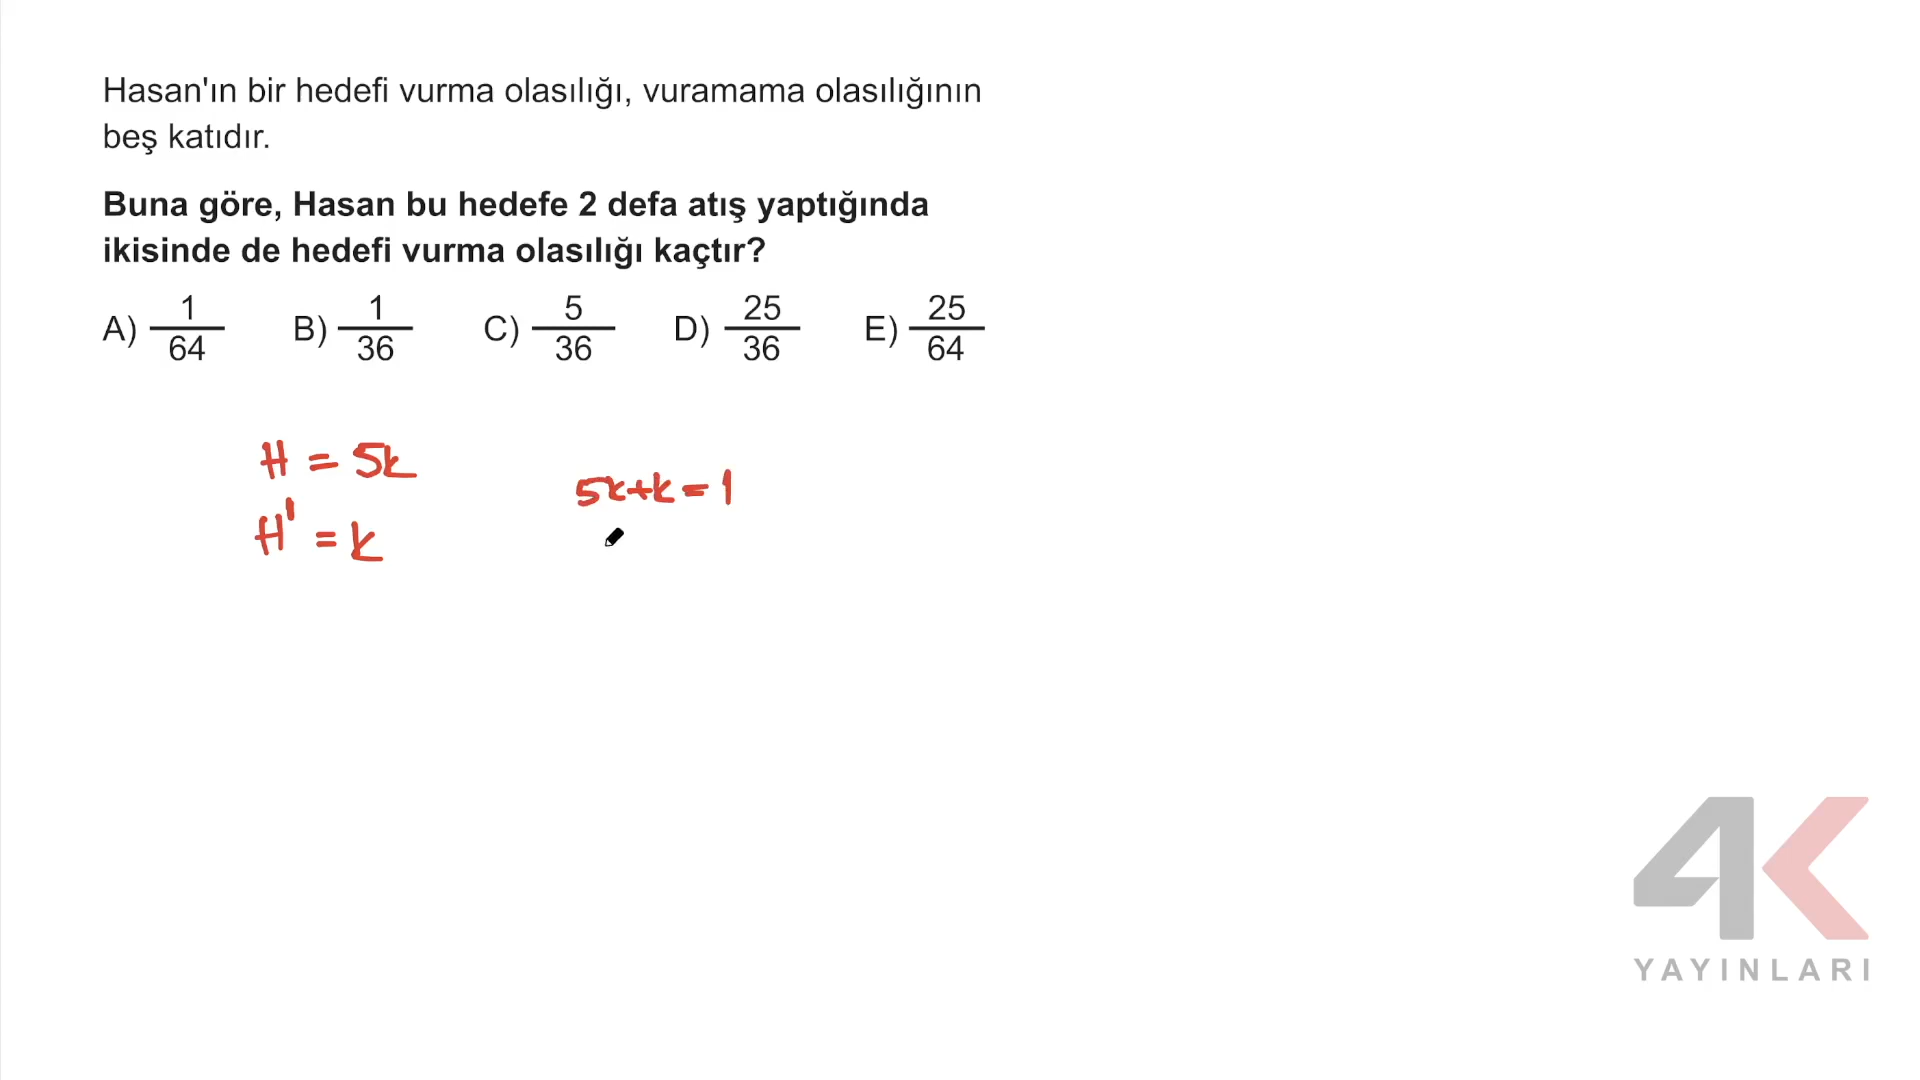 Hasan'ın bir hedefi vurma olasılığı, vuramama olasılığının
beş katıdır.
Buna göre, Hasan bu hedefe 2 defa atış yaptığında
ikisinde de hedefi vurma olasılığı kaçtır?
A) 1/64 B) 1/36 C) 5/36 D) 25/36 E) 25/64
H = 5k
H' = k
5k+k=1
4K
YAYINLARI